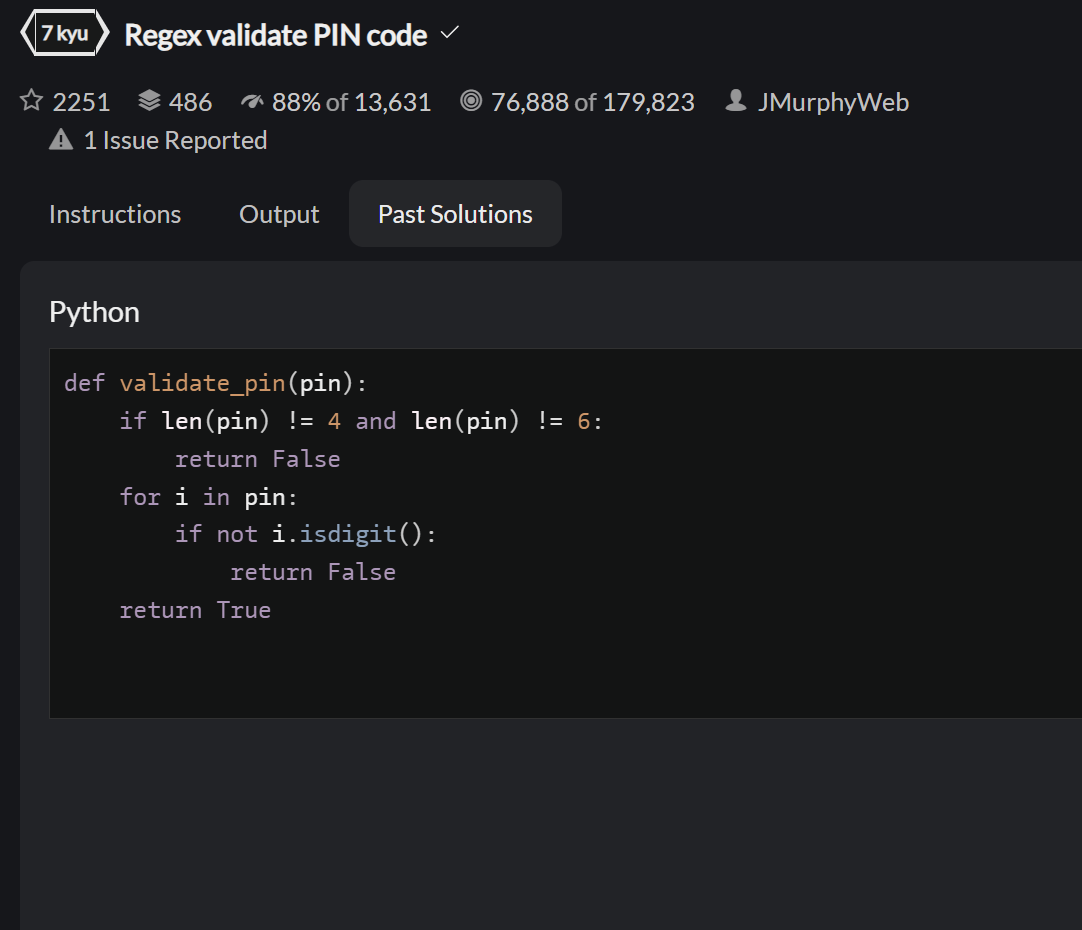 7 kyu Regex validate PIN code
2251 486 88% of 13,631 76,888 of 179,823 JMurphyWeb
1 Issue Reported
Instructions Output Past Solutions
Python
def validate_pin(pin):
    if len(pin) != 4 and len(pin) != 6:
        return False
    for i in pin:
        if not i.isdigit():
            return False
    return True